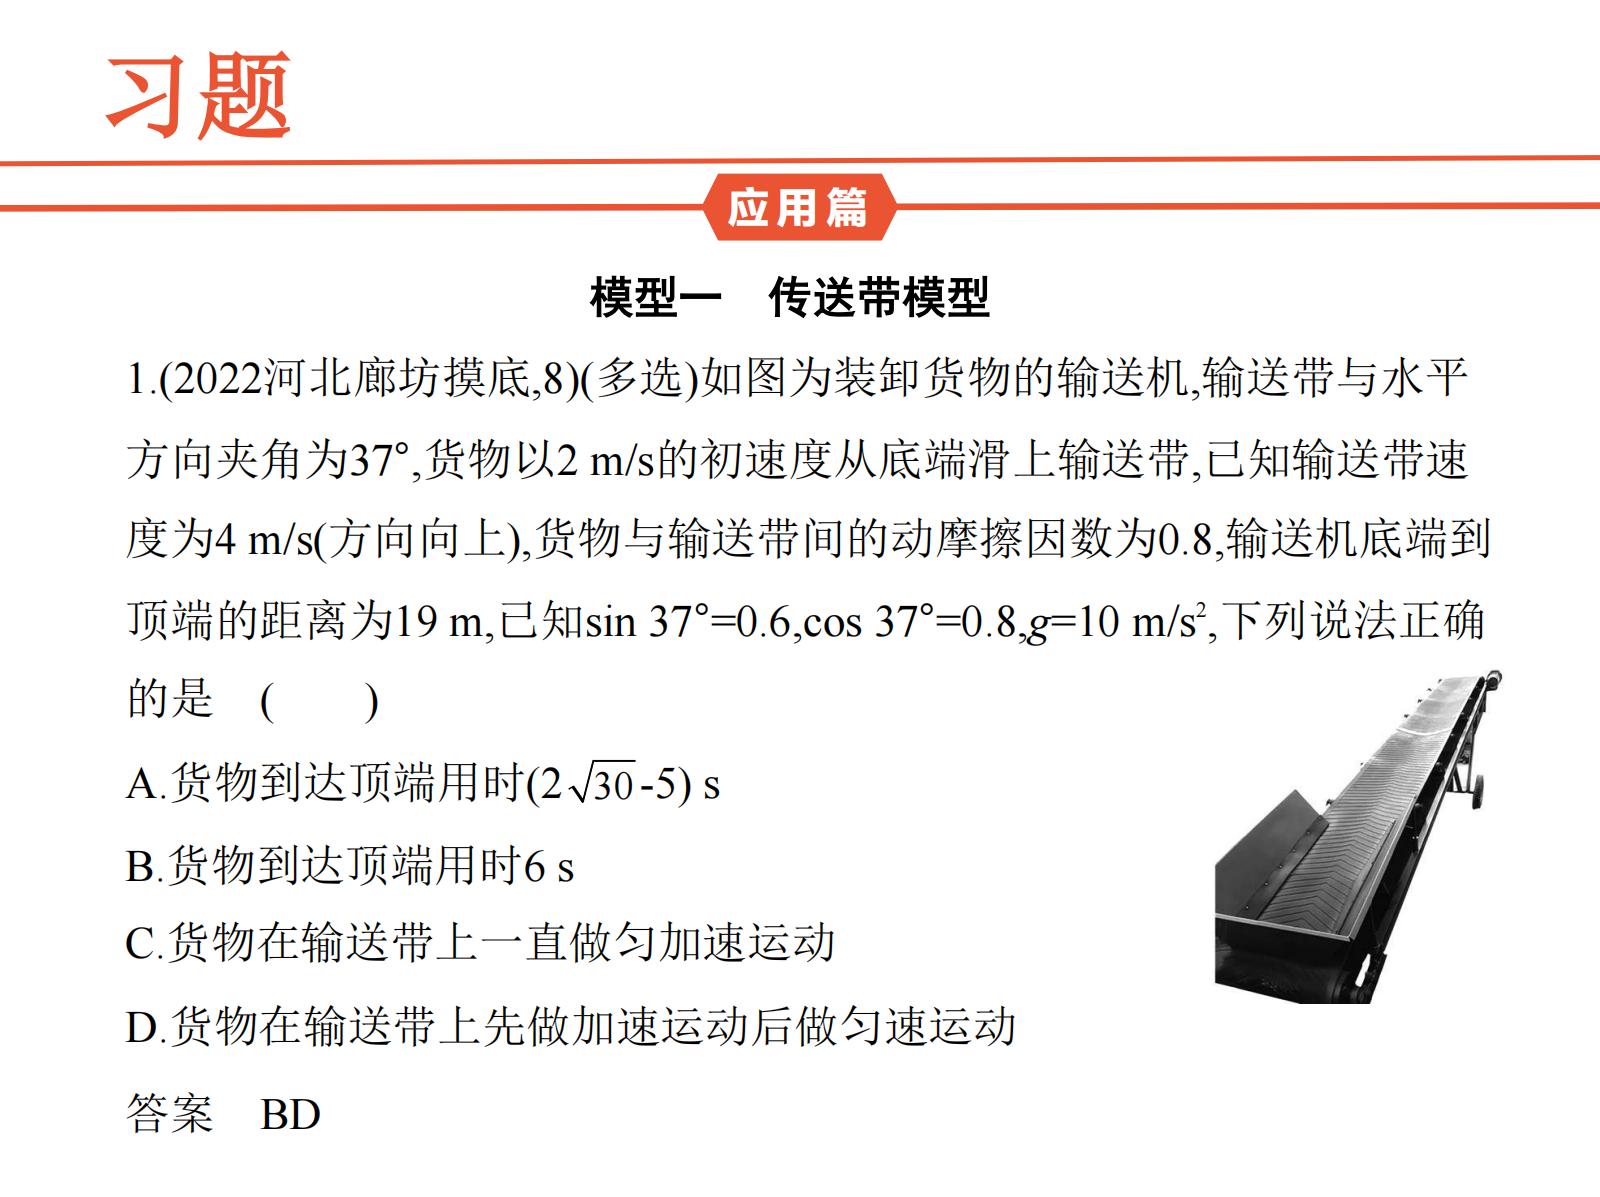 习题
应用篇
模型一　传送带模型
1.(2022河北廊坊摸底,8)(多选)如图为装卸货物的输送机,输送带与水平
方向夹角为37°,货物以2 m/s的初速度从底端滑上输送带,已知输送带速
度为4 m/s(方向向上),货物与输送带间的动摩擦因数为0.8,输送机底端到
顶端的距离为19 m,已知sin 37°=0.6,cos 37°=0.8,g=10 m/s²,下列说法正确
的是　(　　)
A.货物到达顶端用时(2√30-5) s
B.货物到达顶端用时6 s
C.货物在输送带上一直做匀加速运动
D.货物在输送带上先做加速运动后做匀速运动
答案　BD